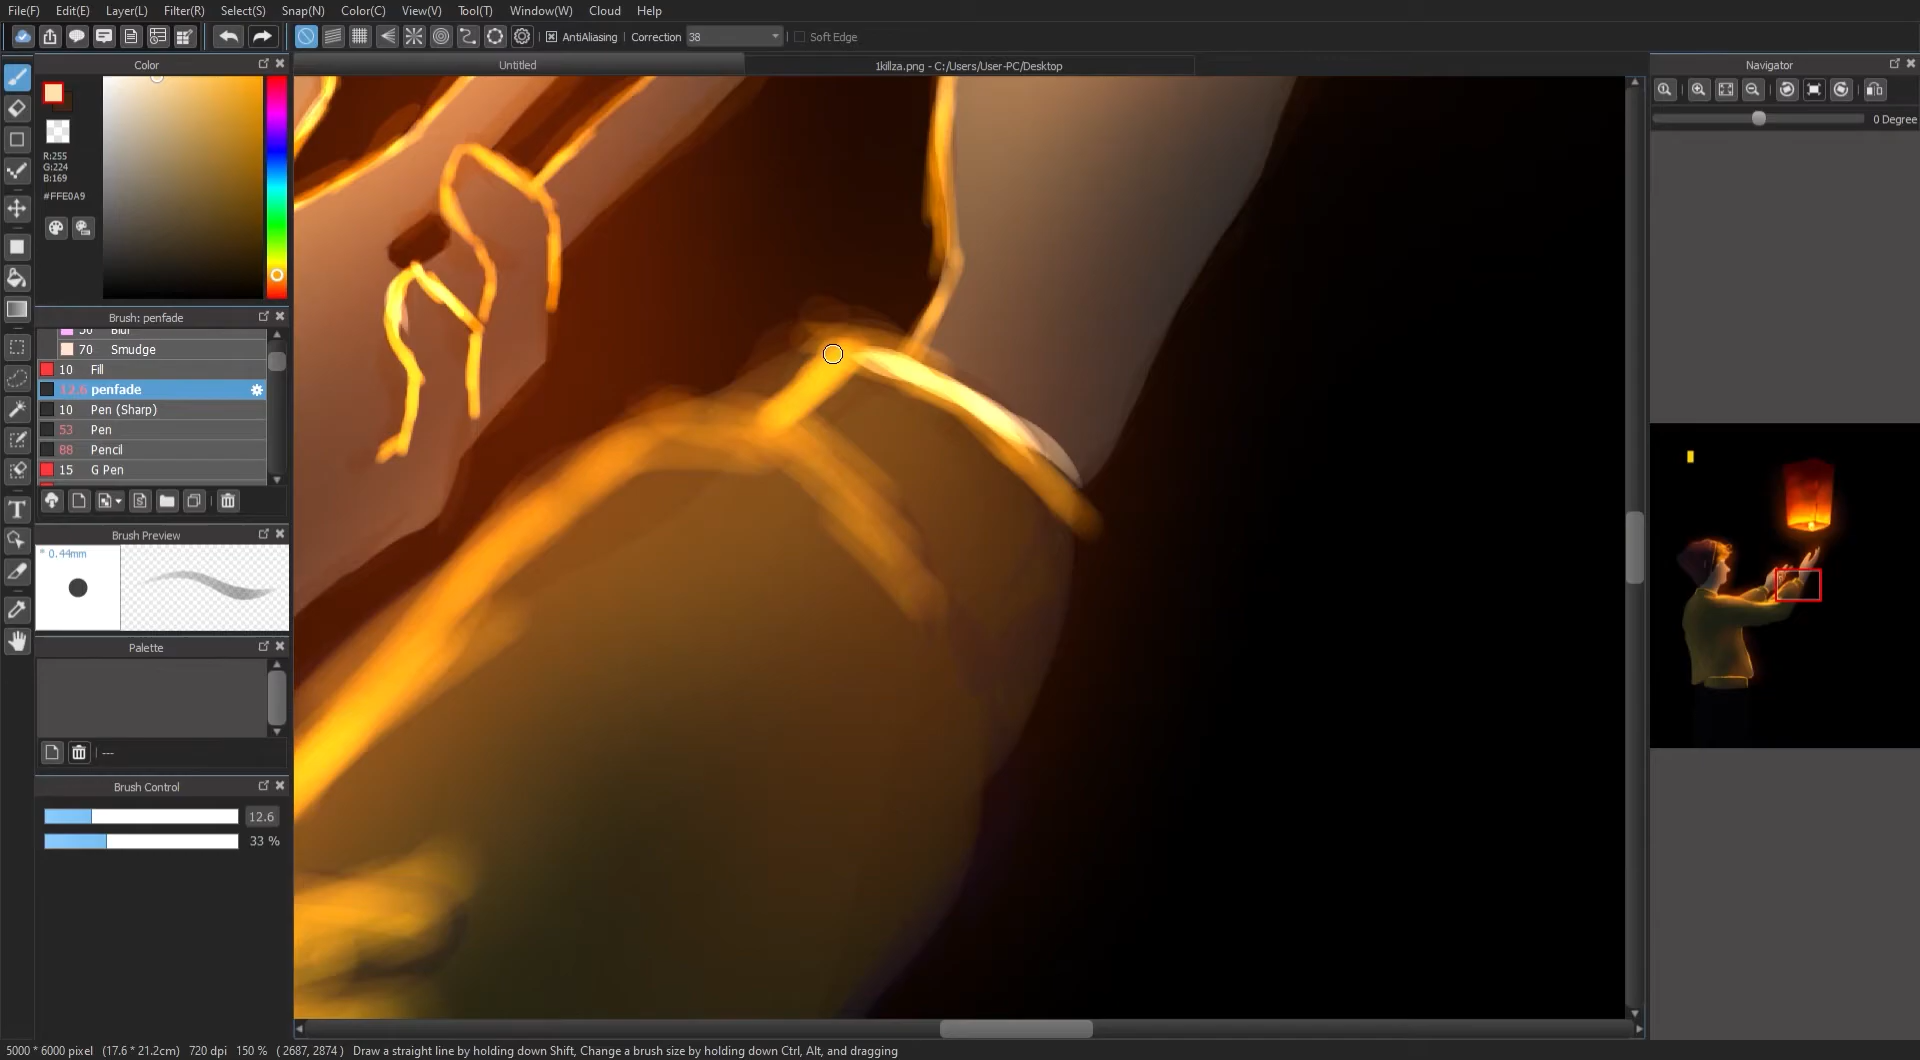 File(F) Edit(E) Layer(L) Filter(R) Select(S) Snap(N) Color(C) View(V) Tool(T) Window(W) Cloud Help
AntiAliasing Correction 38 Soft Edge
Color
Untitled
1killza.png - C:/Users/User-PC/Desktop
Navigator
0 Degree
R:255
G:224
B:169
#FFE0A9
Brush: penfade
50 Blur
70 Smudge
10 Fill
12.6 penfade
10 Pen (Sharp)
53 Pen
88 Pencil
15 G Pen
Brush Preview
* 0.44mm
Palette
---
Brush Control
12.6
33 %
5000 * 6000 pixel (17.6 * 21.2cm) 720 dpi 150 % ( 2687, 2874 ) Draw a straight line by holding down Shift, Change a brush size by holding down Ctrl, Alt, and dragging